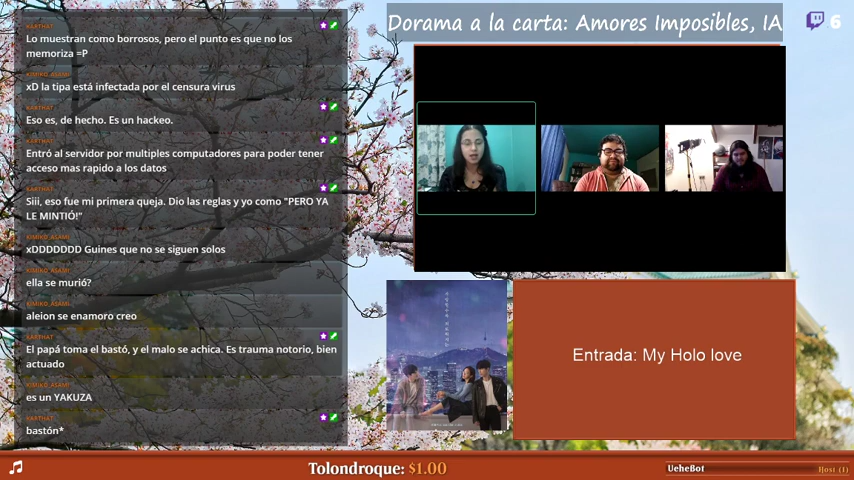 Dorama a la carta: Amores Imposibles, IA
6
KARTHAT
Lo muestran como borrosos, pero el punto es que no los
memoriza =P
KIMIKO_ASAMI
xD la tipa está infectada por el censura virus
KARTHAT
Eso es, de hecho. Es un hackeo.
KARTHAT
Entró al servidor por multiples computadores para poder tener
acceso mas rapido a los datos
KARTHAT
Siii, eso fue mi primera queja. Dio las reglas y yo como "PERO YA
LE MINTIÓ!"
KIMIKO_ASAMI
xDDDDDDD Guines que no se siguen solos
KIMIKO_ASAMI
ella se murió?
KIMIKO_ASAMI
aleion se enamoro creo
KARTHAT
El papá toma el bastó, y el malo se achica. Es trauma notorio, bien
actuado
KIMIKO_ASAMI
es un YAKUZA
KARTHAT
bastón*
Entrada: My Holo love
Tolondroque: $1.00
UeheBot
Host (1)